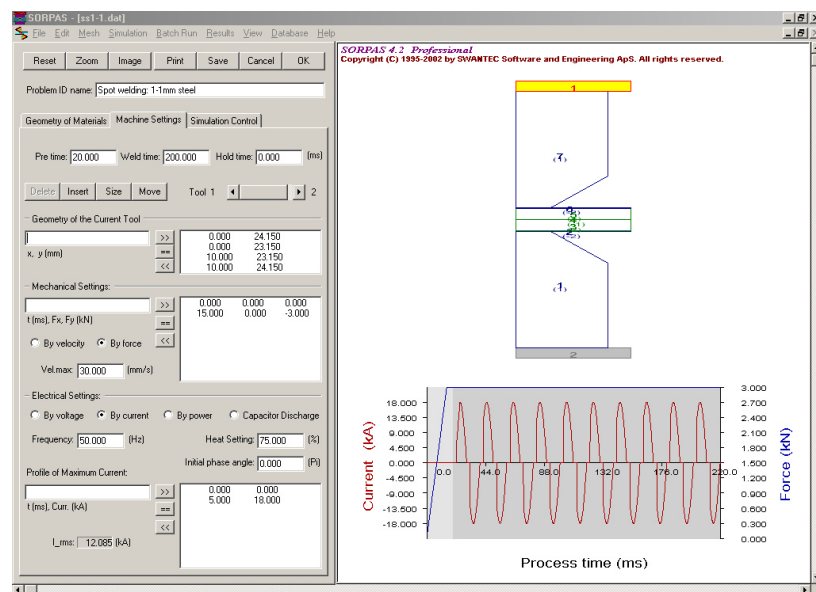 SORPAS - [ss1-1.dat]
File Edit Mesh Simulation Batch Run Results View Database Help
Reset Zoom Image Print Save Cancel OK
Problem ID name: Spot welding: 1-1mm steel
Geometry of Materials Machine Settings Simulation Control
Pre time: 20.000 Weld time: 200.000 Hold time: 0.000 (ms)
Delete Insert Size Move Tool 1 2
Geometry of the Current Tool
>>
==
<<
x, y (mm)
0.000 24.150
0.000 23.150
10.000 23.150
10.000 24.150
Mechanical Settings:
>>
==
<<
t (ms), Fx, Fy (kN)
0.000 0.000 0.000
15.000 0.000 -3.000
By velocity By force
Vel.max: 30.000 (mm/s)
Electrical Settings:
By voltage By current By power Capacitor Discharge
Frequency: 50.000 (Hz) Heat Setting: 75.000 (%)
Initial phase angle: 0.000 (Pi)
Profile of Maximum Current:
>>
==
<<
t (ms), Curr. (kA)
0.000 0.000
5.000 18.000
I_rms: 12.085 (kA)
SORPAS 4.2 Professional
Copyright (C) 1995-2002 by SWANTEC Software and Engineering ApS. All rights reserved.
1
(1)
2
Current (kA)
18.000
13.500
9.000
4.500
0.000
-4.500
-9.000
-13.500
-18.000
0.0 44.0 88.0 132.0 176.0 220.0
3.000
2.700
2.400
2.100
1.800
1.500
1.200
0.900
0.600
0.300
0.000
Force (kN)
Process time (ms)